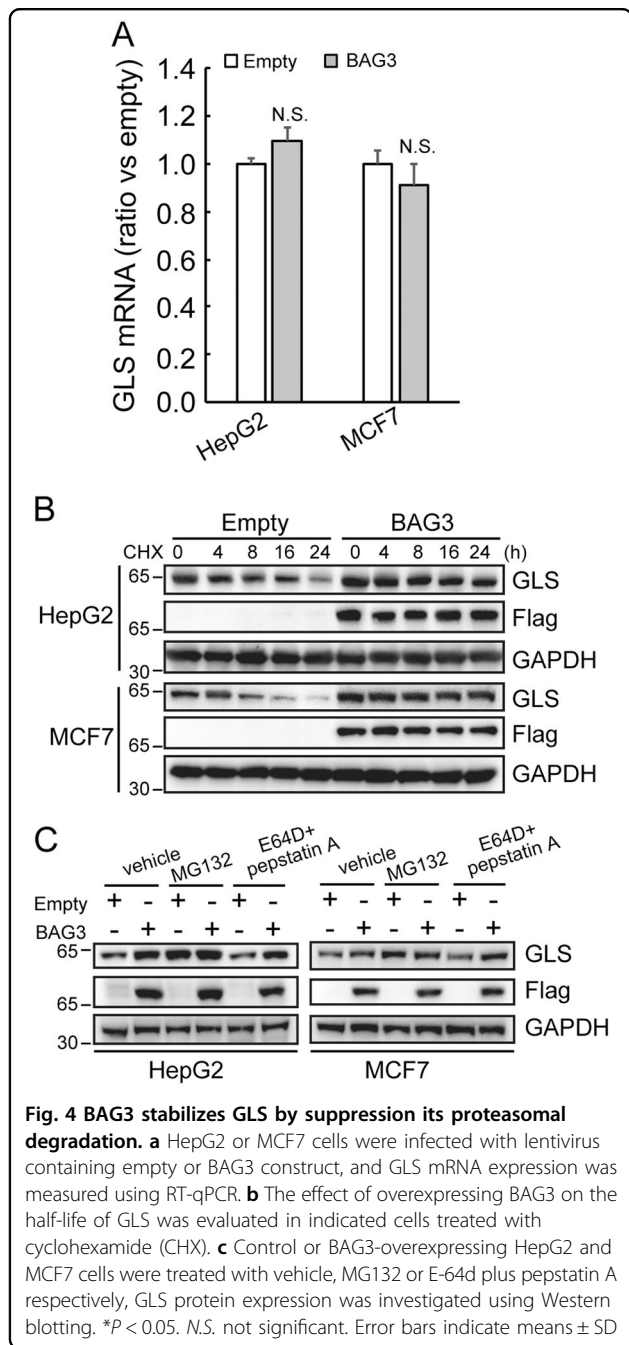 A
Empty BAG3
GLS mRNA (ratio vs empty)
1.4
1.2
1.0
0.8
0.6
0.4
0.2
0.0
N.S.
N.S.
HepG2 MCF7
B
Empty BAG3
CHX 0 4 8 16 24 0 4 8 16 24 (h)
HepG2
65 GLS
65 Flag
30 GAPDH
MCF7
65 GLS
65 Flag
30 GAPDH
C
vehicle MG132 E64D+ pepstatin A vehicle MG132 E64D+ pepstatin A
Empty + - + - + - + - + - + -
BAG3 - + - + - + - + - + - +
65 GLS
65 Flag
30 GAPDH
HepG2 MCF7
Fig. 4 BAG3 stabilizes GLS by suppression its proteasomal
degradation. a HepG2 or MCF7 cells were infected with lentivirus
containing empty or BAG3 construct, and GLS mRNA expression was
measured using RT-qPCR. b The effect of overexpressing BAG3 on the
half-life of GLS was evaluated in indicated cells treated with
cyclohexamide (CHX). c Control or BAG3-overexpressing HepG2 and
MCF7 cells were treated with vehicle, MG132 or E-64d plus pepstatin A
respectively, GLS protein expression was investigated using Western
blotting. *P < 0.05. N.S. not significant. Error bars indicate means ± SD